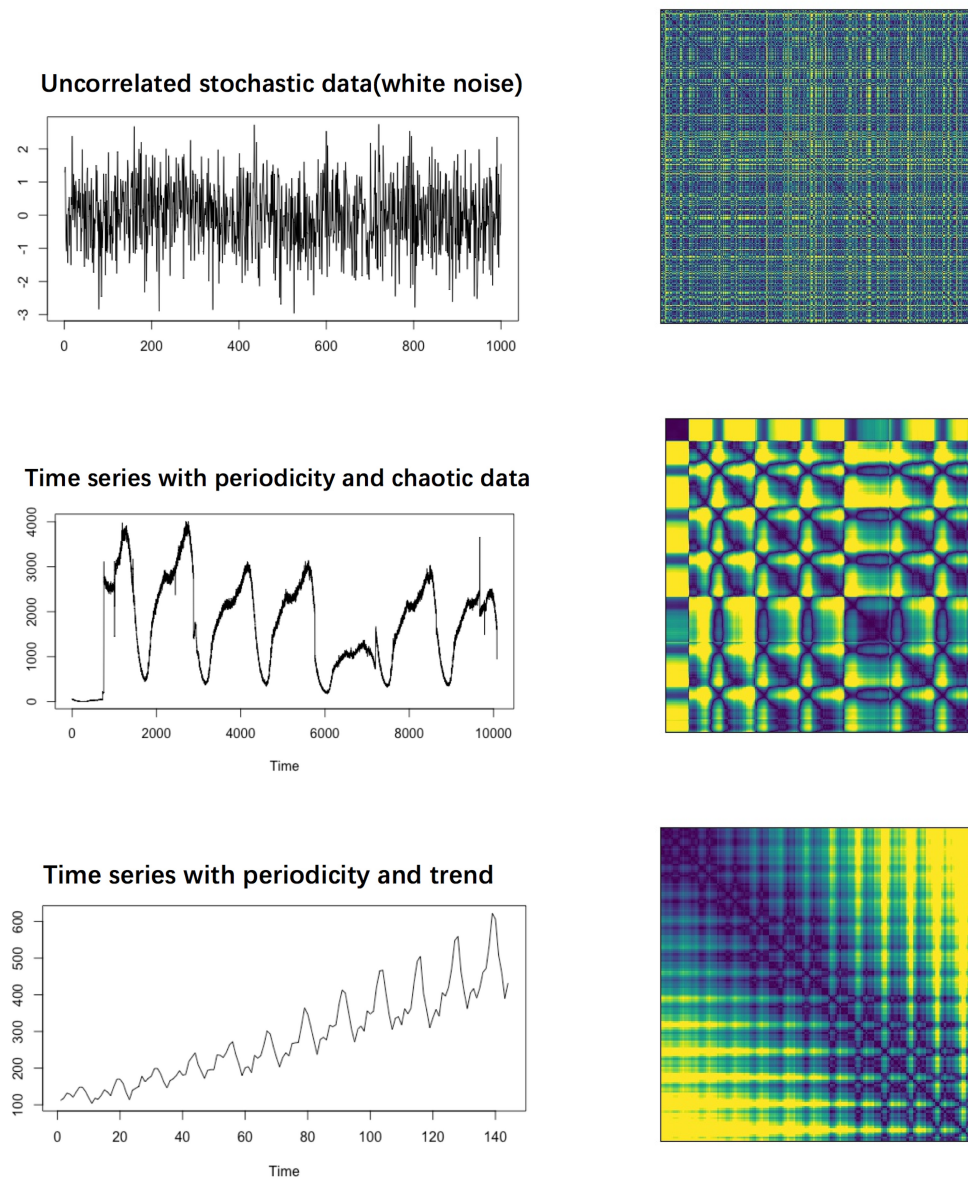 Uncorrelated stochastic data(white noise)
2
1
0
-1
-2
-3
0 200 400 600 800 1000
Time series with periodicity and chaotic data
4000
3000
2000
1000
0
0 2000 4000 6000 8000 10000
Time
Time series with periodicity and trend
600
500
400
300
200
100
0 20 40 60 80 100 120 140
Time